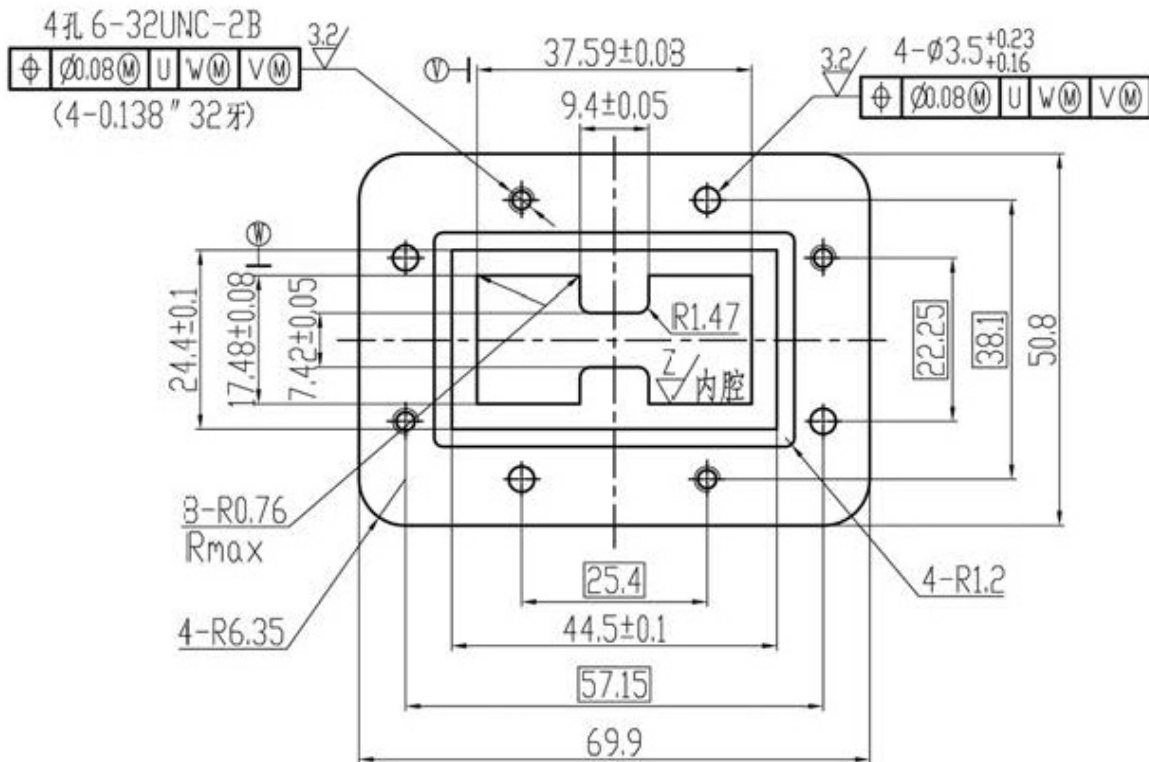 4孔 6-32UNC-2B
⌖ Ø0.08Ⓜ U WⓂ VⓂ
(4-0.138" 32牙)
3.2
Ⓥ
37.59±0.08
9.4±0.05
3.2
4-Ø3.5 +0.23 +0.16
⌖ Ø0.08Ⓜ U WⓂ VⓂ
Ⓦ
24.4±0.1
17.48±0.08
7.42±0.05
R1.47
Z
内腔
22.25
38.1
50.8
8-R0.76
Rmax
4-R6.35
4-R1.2
25.4
44.5±0.1
57.15
69.9